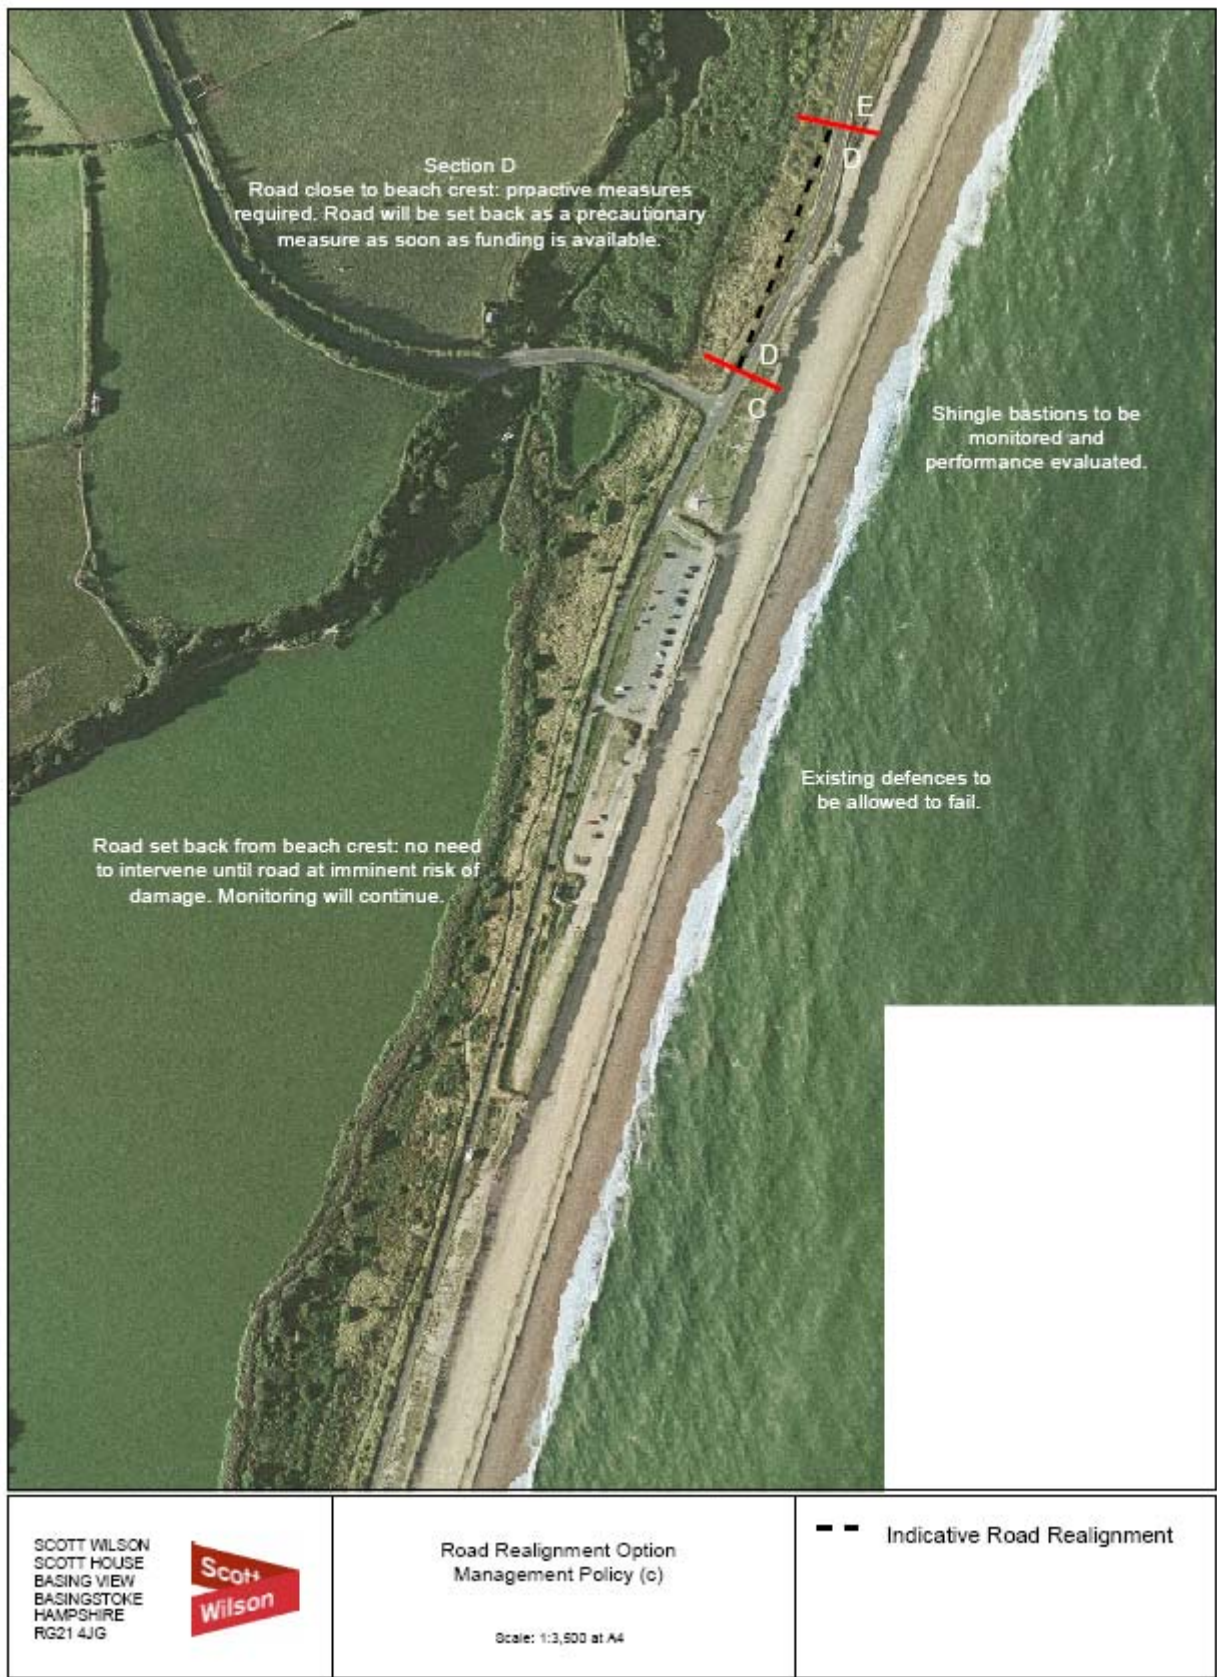 E
D
Section D
Road close to beach crest: proactive measures
required. Road will be set back as a precautionary
measure as soon as funding is available.
D
C
Shingle bastions to be
monitored and
performance evaluated.
Existing defences to
be allowed to fail.
Road set back from beach crest: no need
to intervene until road at imminent risk of
damage. Monitoring will continue.
SCOTT WILSON
SCOTT HOUSE
BASING VIEW
BASINGSTOKE
HAMPSHIRE
RG21 4JG
Scott
Wilson
Road Realignment Option
Management Policy (c)
Scale: 1:3,500 at A4
Indicative Road Realignment